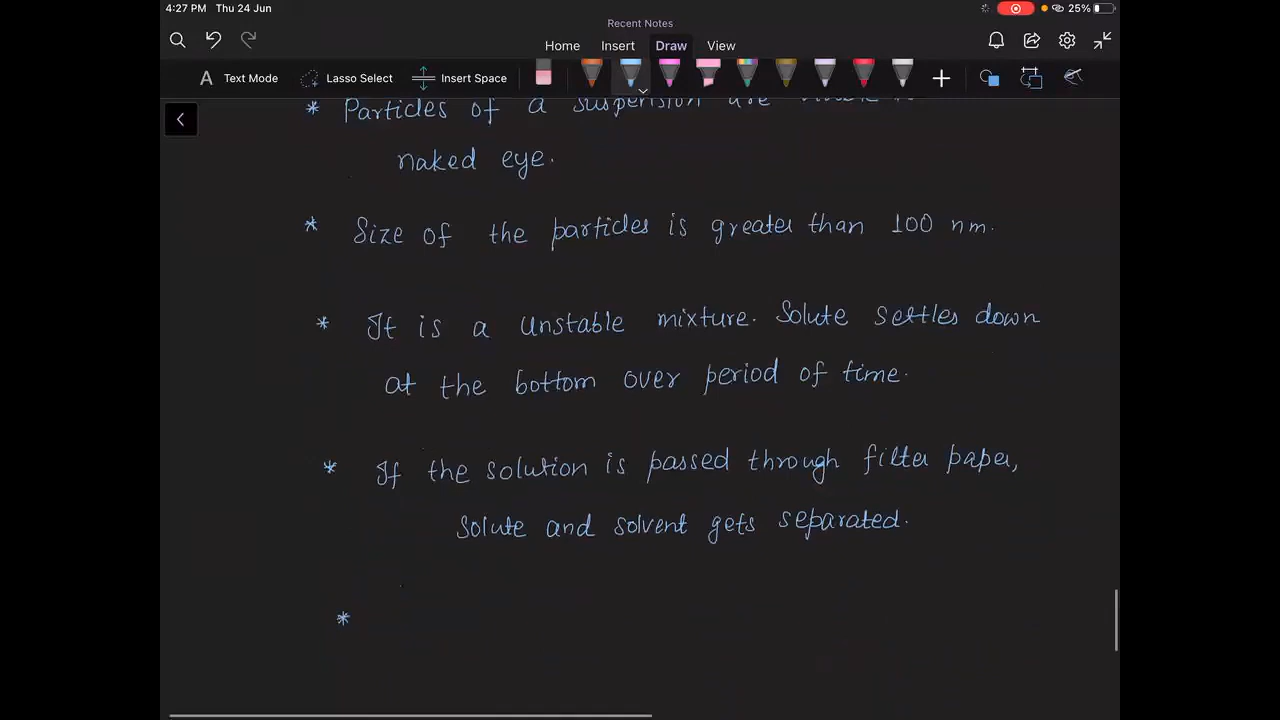 4:27 PM Thu 24 Jun
25%
Recent Notes
Home Insert Draw View
Text Mode Lasso Select Insert Space
* Particles of a suspension are
naked eye.
* Size of the particles is greater than 100 nm.
* It is a unstable mixture. Solute settles down
at the bottom over period of time.
* If the solution is passed through filter paper,
Solute and solvent gets separated.
*